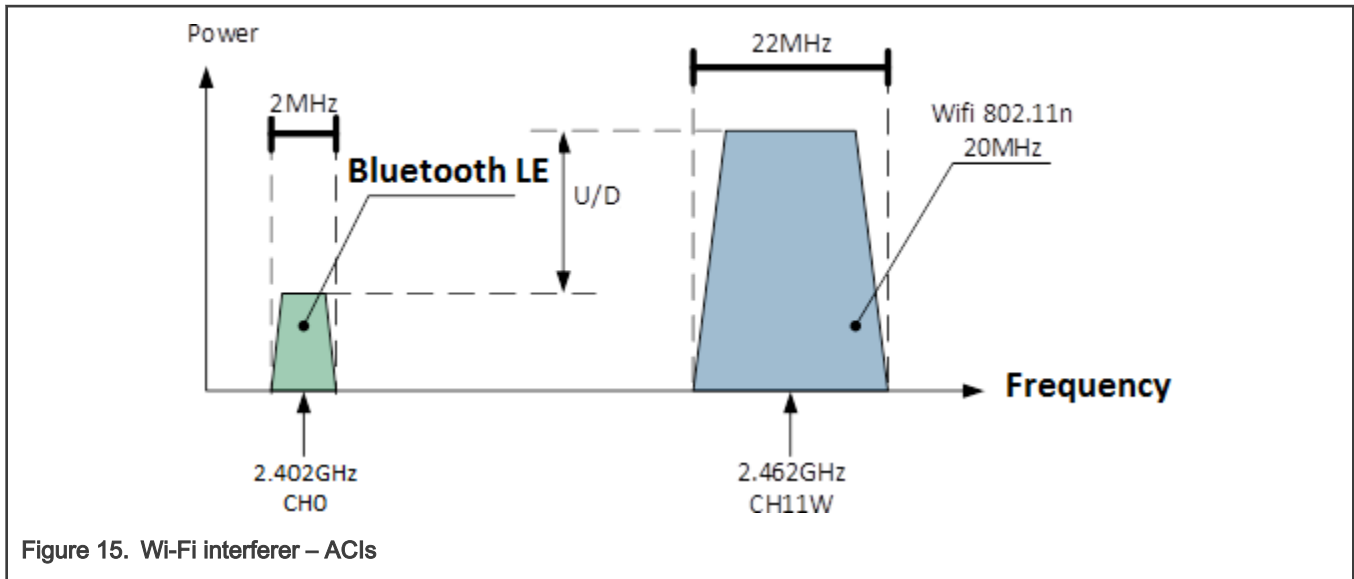 Power
22MHz
2MHz
Wifi 802.11n
20MHz
Bluetooth LE
U/D
Frequency
2.402GHz
CH0
2.462GHz
CH11W
Figure 15. Wi-Fi interferer – ACIs